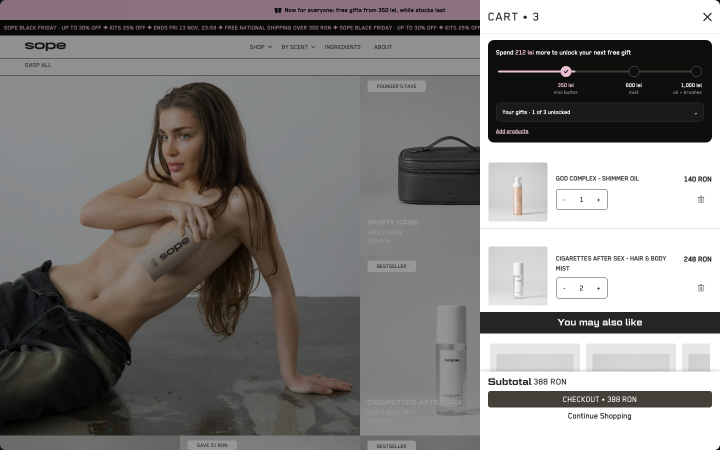 Now for everyone: free gifts from 350 lei, while stocks last
SOPE BLACK FRIDAY - UP TO 30% OFF ✦ KITS 25% OFF ✦ ENDS FRI 13 NOV, 23:59 ✦ FREE NATIONAL SHIPPING OVER 300 RON ✦ SOPE BLACK FRIDAY - UP TO 30% OFF ✦ KITS 25% OFF
sope
SHOP
BY SCENT
INGREDIENTS
ABOUT
SHOP ALL
FOUNDER'S FAVE
VANITY CASE
BESTSELLER
sope
SAVE 31 RON
BESTSELLER
CART • 3
Spend 212 lei more to unlock your next free gift
350 lei
mini butter
600 lei
mist
1,000 lei
oil + brushes
Your gifts · 1 of 3 unlocked
Add products
GOD COMPLEX - SHIMMER OIL
140 RON
- 1 +
CIGARETTES AFTER SEX - HAIR & BODY
MIST
248 RON
- 2 +
You may also like
Subtotal 388 RON
CHECKOUT • 388 RON
Continue Shopping